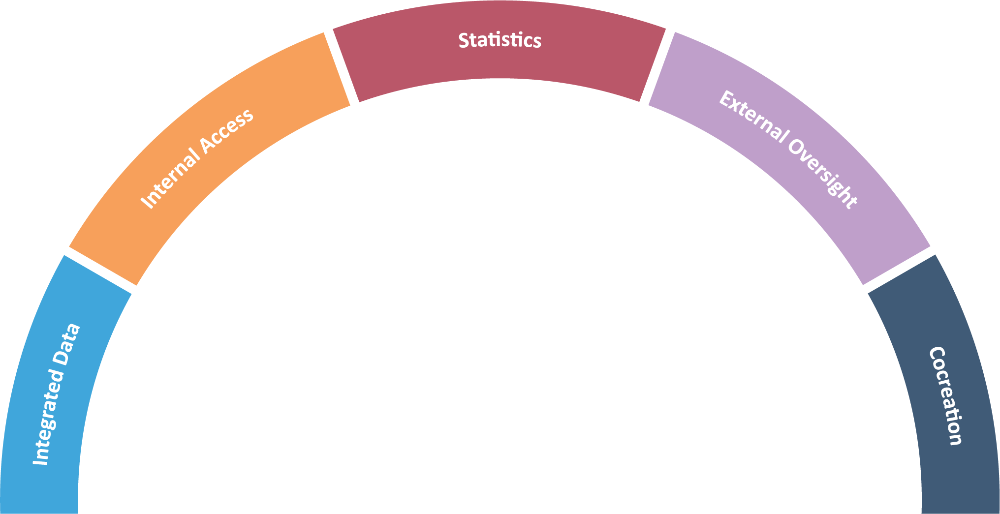 Integrated Data
Internal Access
Statistics
External Oversight
Cocreation